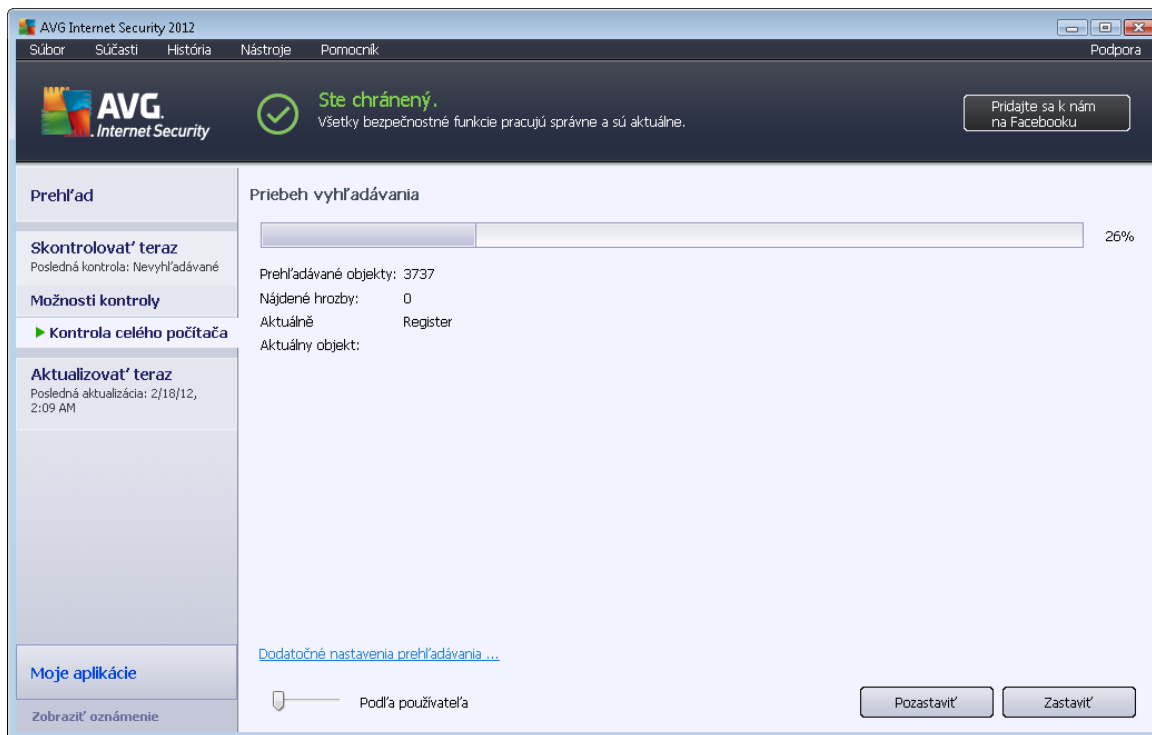 AVG Internet Security 2012
Súbor Súčasti História Nástroje Pomocník Podpora
AVG.
Internet Security
Ste chránený.
Všetky bezpečnostné funkcie pracujú správne a sú aktuálne.
Pridajte sa k nám
na Facebooku
Prehľad
Skontrolovať teraz
Posledná kontrola: Nevyhľadávané
Možnosti kontroly
Kontrola celého počítača
Aktualizovať teraz
Posledná aktualizácia: 2/18/12,
2:09 AM
Moje aplikácie
Zobraziť oznámenie
Priebeh vyhľadávania
26%
Prehľadávané objekty: 3737
Nájdené hrozby: 0
Aktuálně Register
Aktuálny objekt:
Dodatočné nastavenia prehľadávania ...
Podľa používateľa
Pozastaviť
Zastaviť